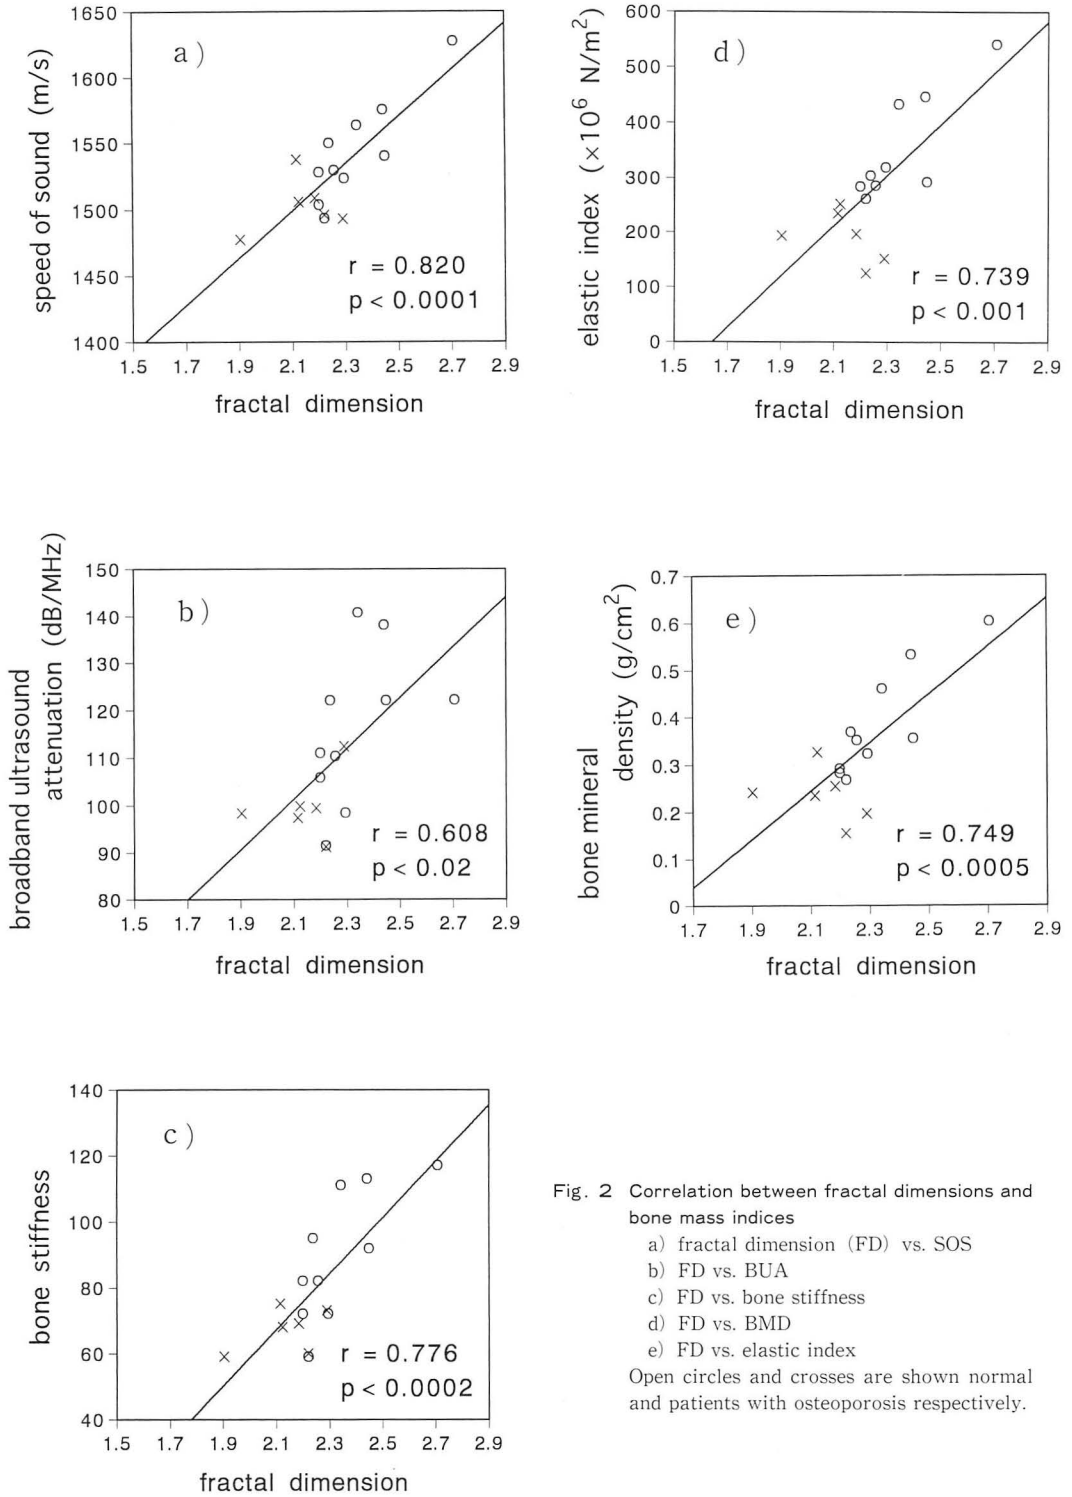 1650
1600
1550
1500
1450
1400
speed of sound (m/s)
a)
r = 0.820
p < 0.0001
1.5 1.7 1.9 2.1 2.3 2.5 2.7 2.9
fractal dimension
600
500
400
300
200
100
0
elastic index (×10⁶ N/m²)
d)
r = 0.739
p < 0.001
1.5 1.7 1.9 2.1 2.3 2.5 2.7 2.9
fractal dimension
150
140
130
120
110
100
90
80
broadband ultrasound
attenuation (dB/MHz)
b)
r = 0.608
p < 0.02
1.5 1.7 1.9 2.1 2.3 2.5 2.7 2.9
fractal dimension
0.7
0.6
0.5
0.4
0.3
0.2
0.1
0
bone mineral
density (g/cm²)
e)
r = 0.749
p < 0.0005
1.7 1.9 2.1 2.3 2.5 2.7 2.9
fractal dimension
140
120
100
80
60
40
bone stiffness
c)
r = 0.776
p < 0.0002
1.5 1.7 1.9 2.1 2.3 2.5 2.7 2.9
fractal dimension
Fig. 2 Correlation between fractal dimensions and
bone mass indices
a) fractal dimension (FD) vs. SOS
b) FD vs. BUA
c) FD vs. bone stiffness
d) FD vs. BMD
e) FD vs. elastic index
Open circles and crosses are shown normal
and patients with osteoporosis respectively.